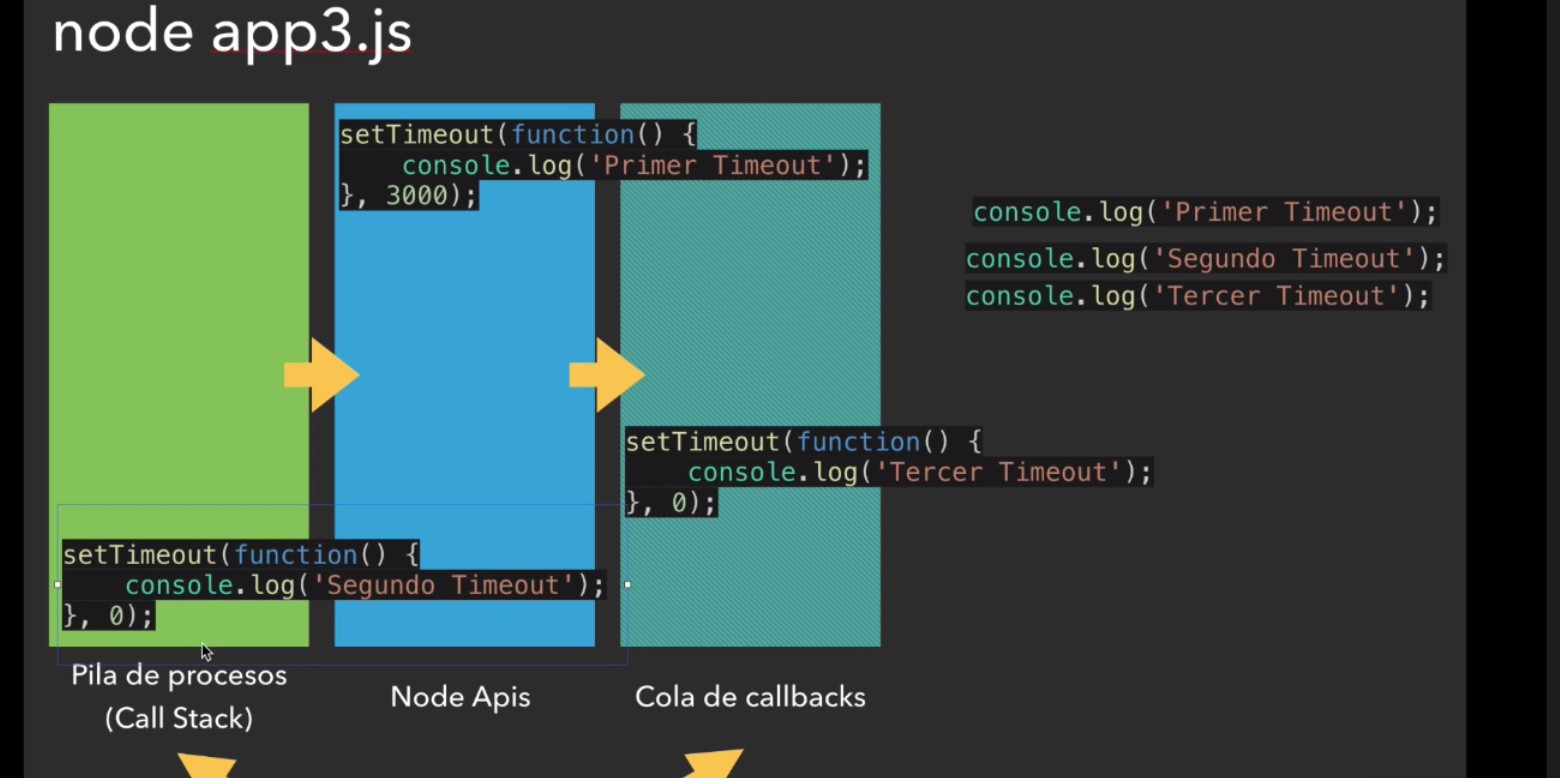 node app3.js
setTimeout(function() {
    console.log('Primer Timeout');
}, 3000);
console.log('Primer Timeout');
console.log('Segundo Timeout');
console.log('Tercer Timeout');
setTimeout(function() {
    console.log('Tercer Timeout');
}, 0);
setTimeout(function() {
    console.log('Segundo Timeout');
}, 0);
Pila de procesos
(Call Stack)
Node Apis
Cola de callbacks